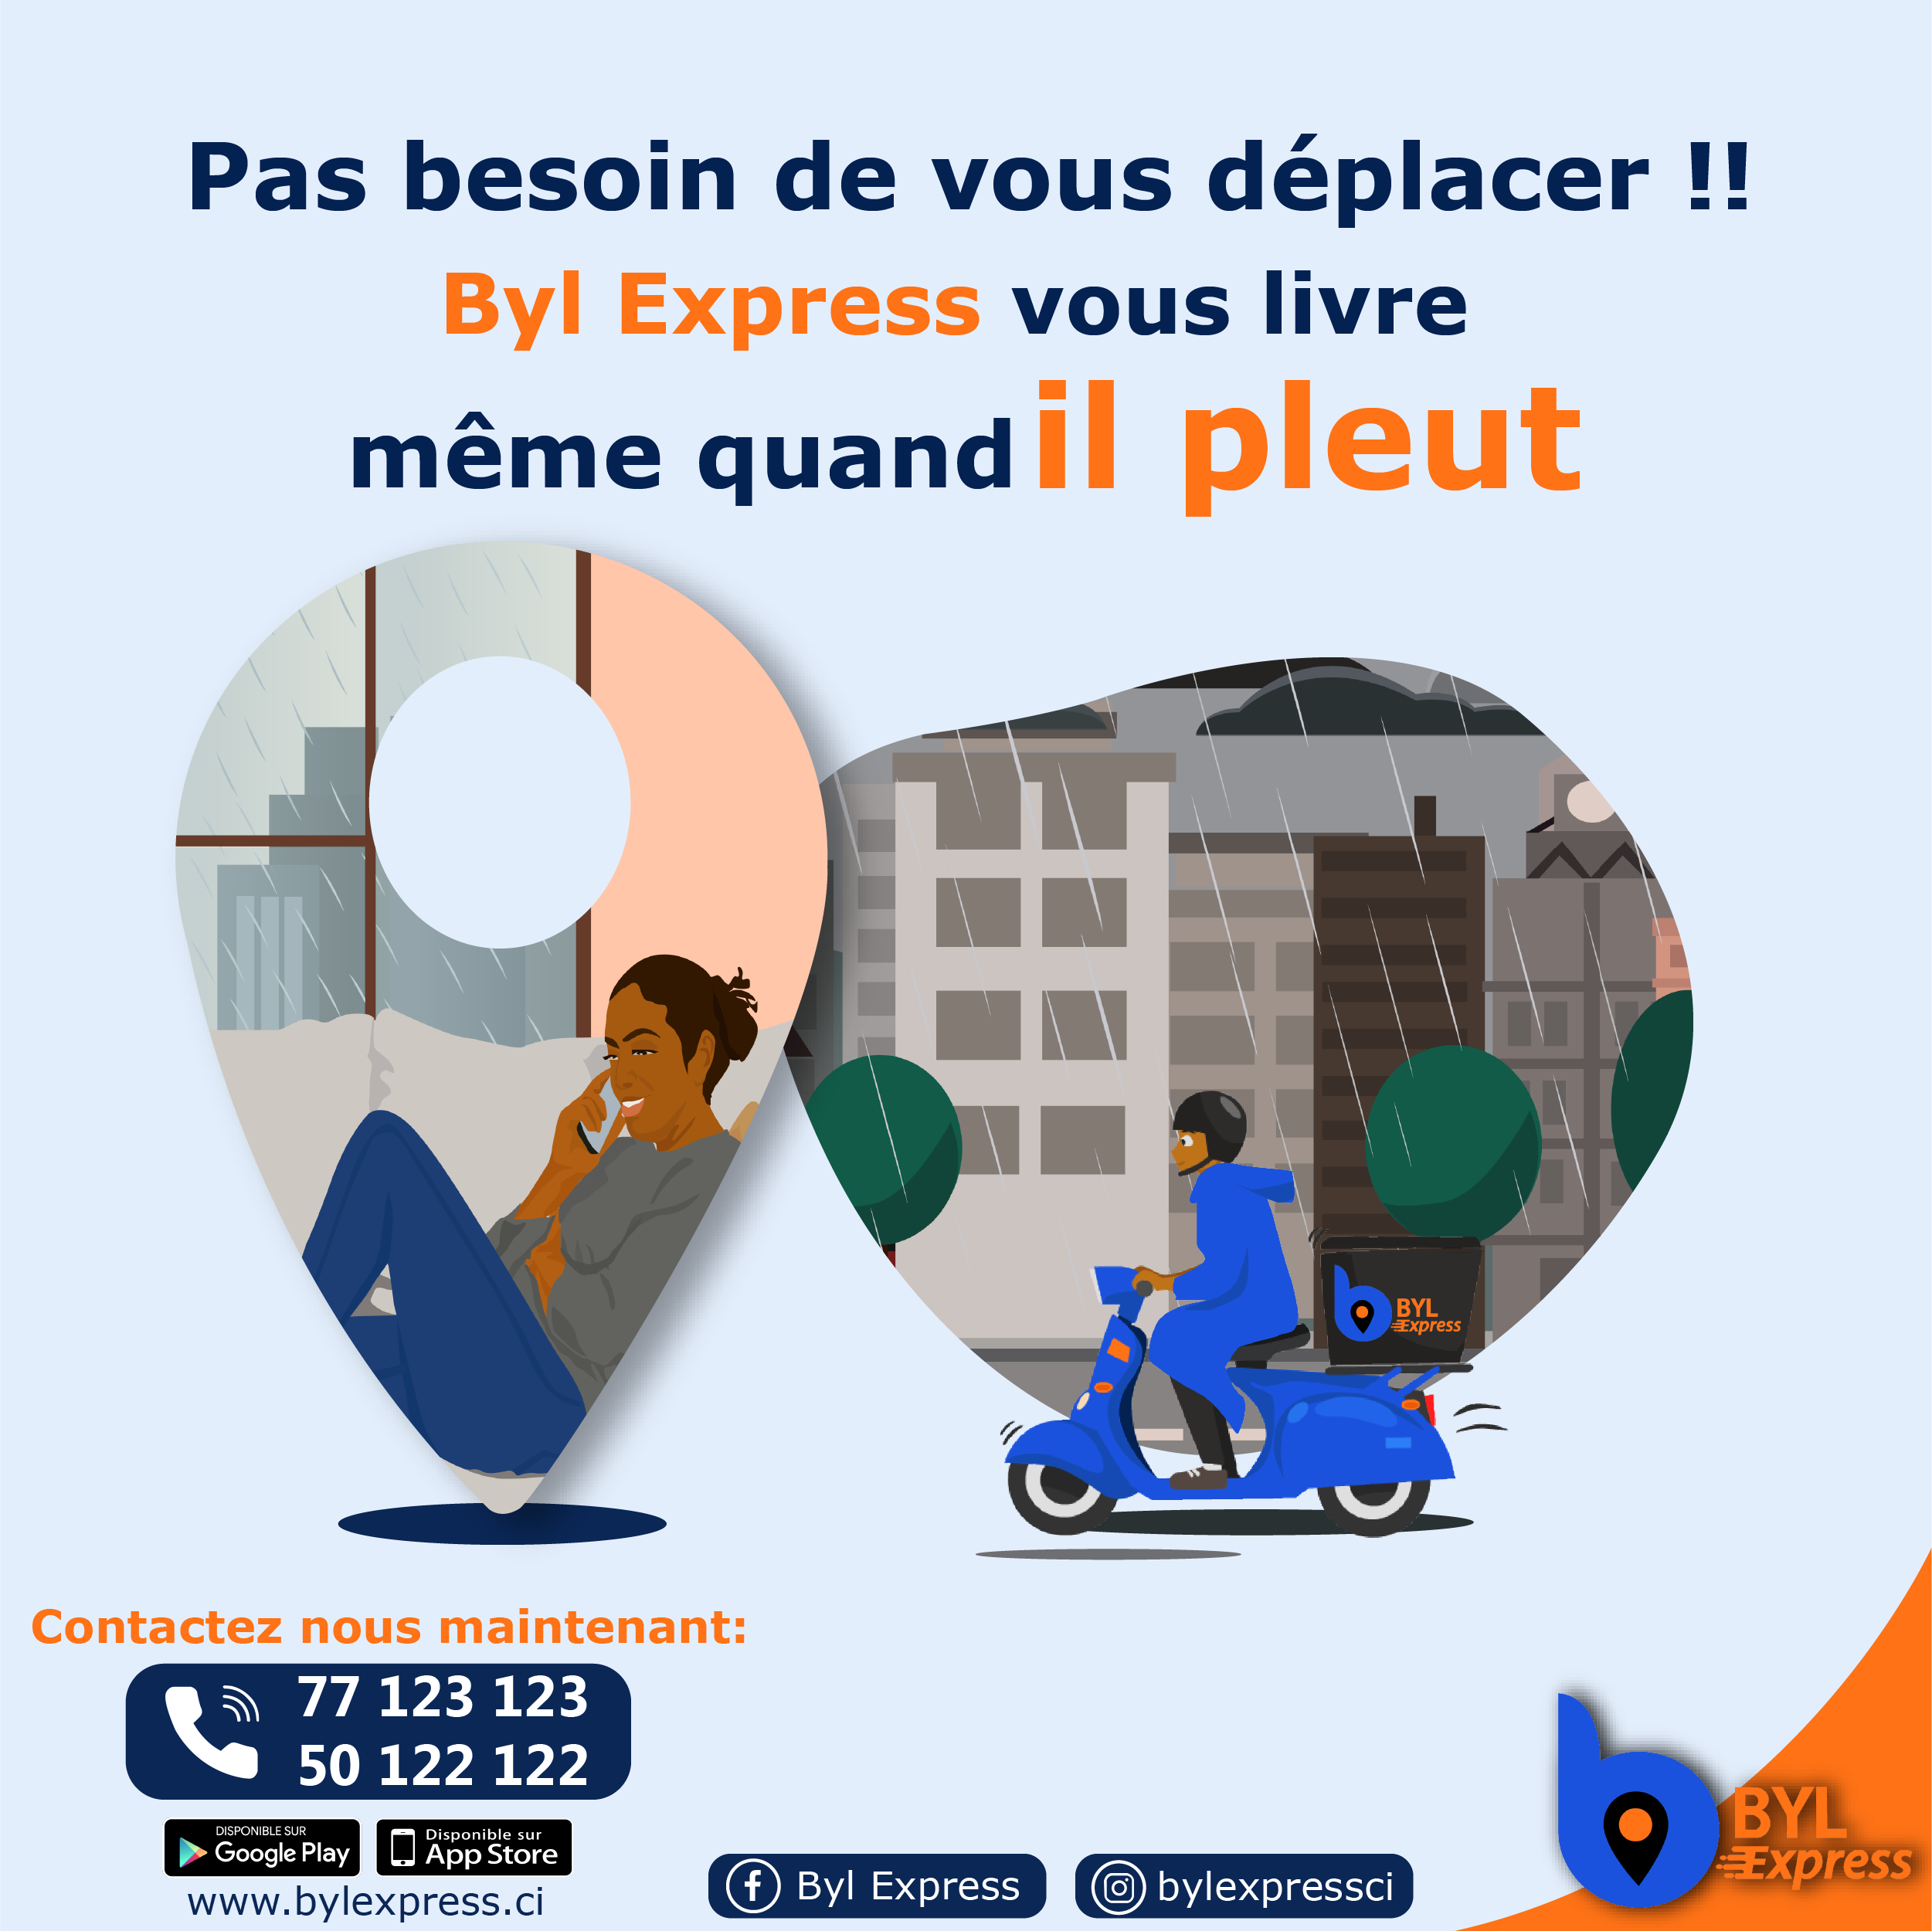 Pas besoin de vous déplacer !!
Byl Express vous livre
même quand il pleut
BYL
Express
Contactez nous maintenant:
77 123 123
50 122 122
DISPONIBLE SUR
Google Play
Disponible sur
App Store
www.bylexpress.ci
Byl Express
bylexpressci
BYL
Express